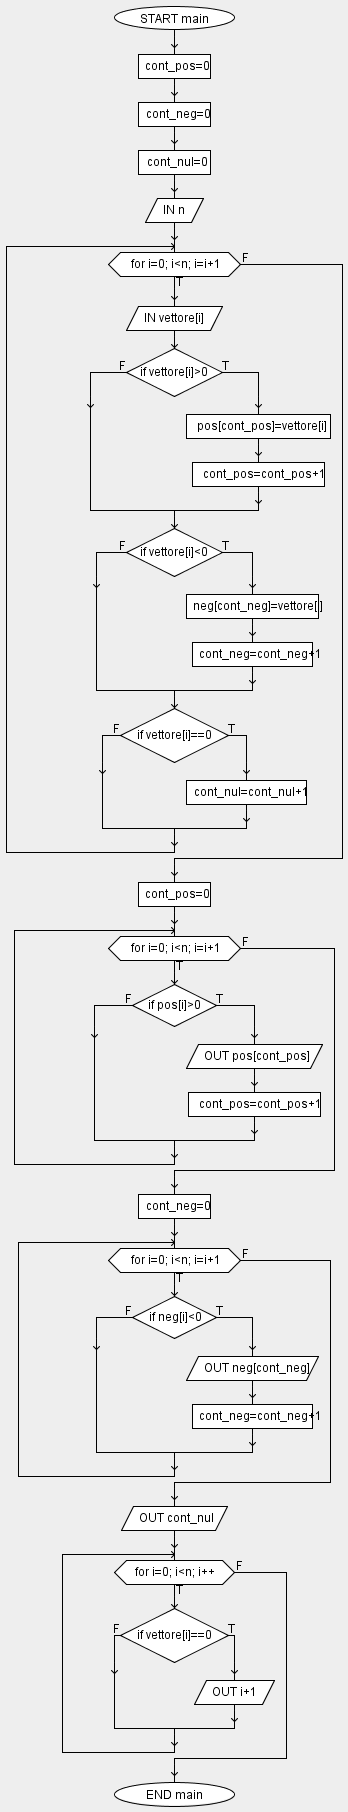 START main
cont_pos=0
cont_neg=0
cont_nul=0
IN n
for i=0; i<n; i=i+1
F
T
IN vettore[i]
F if vettore[i]>0 T
pos[cont_pos]=vettore[i]
cont_pos=cont_pos+1
F if vettore[i]<0 T
neg[cont_neg]=vettore[i]
cont_neg=cont_neg+1
F if vettore[i]==0 T
cont_nul=cont_nul+1
cont_pos=0
for i=0; i<n; i=i+1
F
T
F if pos[i]>0 T
OUT pos[cont_pos]
cont_pos=cont_pos+1
cont_neg=0
for i=0; i<n; i=i+1
F
T
F if neg[i]<0 T
OUT neg[cont_neg]
cont_neg=cont_neg+1
OUT cont_nul
for i=0; i<n; i++
F
T
F if vettore[i]==0 T
OUT i+1
END main